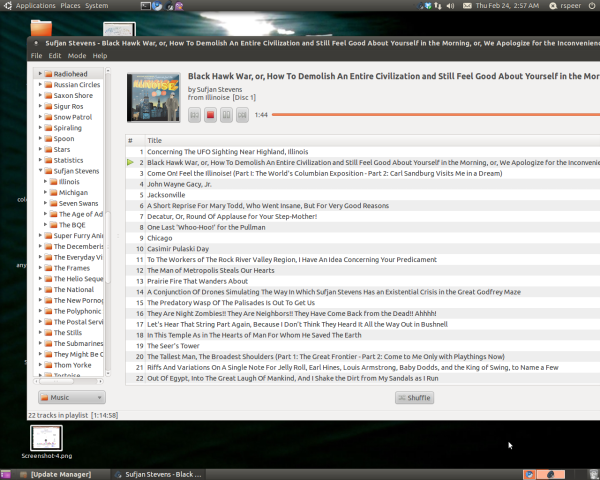 Applications Places System
Thu Feb 24, 2:57 AM rspeer
Sufjan Stevens - Black Hawk War, or, How To Demolish An Entire Civilization and Still Feel Good About Yourself In the Morning, or, We Apologize for the Inconvenienc
File Edit Mode Help
Radiohead
Russian Circles
Saxon Shore
Sigur Ros
Snow Patrol
Spiraling
Spoon
Stars
Statistics
Sufjan Stevens
Illinois
Michigan
Seven Swans
The Age of Ad
The BQE
Super Furry Ani
The Decemberis
The Everyday Vi
The Frames
The Helio Seque
The National
The New Pornog
The Polyphonic
The Postal Servi
The Stills
The Submarines
They Might Be G
Thom Yorke
Tortoise
Music
Black Hawk War, or, How To Demolish An Entire Civilization and Still Feel Good About Yourself In the Mor
by Sufjan Stevens
from Illinoise [Disc 1]
1:44
# Title
1 Concerning The UFO Sighting Near Highland, Illinois
2 Black Hawk War, or, How To Demolish An Entire Civilization and Still Feel Good About Yourself In the Morning, or, We Apologize for the Inconvenie
3 Come On! Feel the Illinoise! (Part I: The World's Columbian Exposition - Part 2: Carl Sandburg Visits Me in a Dream)
4 John Wayne Gacy, Jr.
5 Jacksonville
6 A Short Reprise For Mary Todd, Who Went Insane, But For Very Good Reasons
7 Decatur, Or, Round Of Applause for Your Step-Mother!
8 One Last 'Whoo-Hoo!' for the Pullman
9 Chicago
10 Casimir Pulaski Day
11 To The Workers of The Rock River Valley Region, I Have An Idea Concerning Your Predicament
12 The Man of Metropolis Steals Our Hearts
13 Prairie Fire That Wanders About
14 A Conjunction Of Drones Simulating The Way In Which Sufjan Stevens Has an Existential Crisis in the Great Godfrey Maze
15 The Predatory Wasp Of The Palisades Is Out To Get Us
16 They Are Night Zombies!! They Are Neighbors!! They Have Come Back from the Dead!! Ahhhh!
17 Let's Hear That String Part Again, Because I Don't Think They Heard It All the Way Out in Bushnell
18 In This Temple As in The Hearts of Man For Whom He Saved The Earth
19 The Seer's Tower
20 The Tallest Man, The Broadest Shoulders (Part 1: The Great Frontier - Part 2: Come to Me Only with Playthings Now)
21 Riffs And Variations On A Single Note For Jelly Roll, Earl Hines, Louis Armstrong, Baby Dodds, and the King of Swing, to Name a Few
22 Out Of Egypt, Into The Great Laugh Of Mankind, And I Shake the Dirt from My Sandals as I Run
Shuffle
22 tracks in playlist [1:14:58]
Screenshot-4.png
[Update Manager]
Sufjan Stevens - Black ...